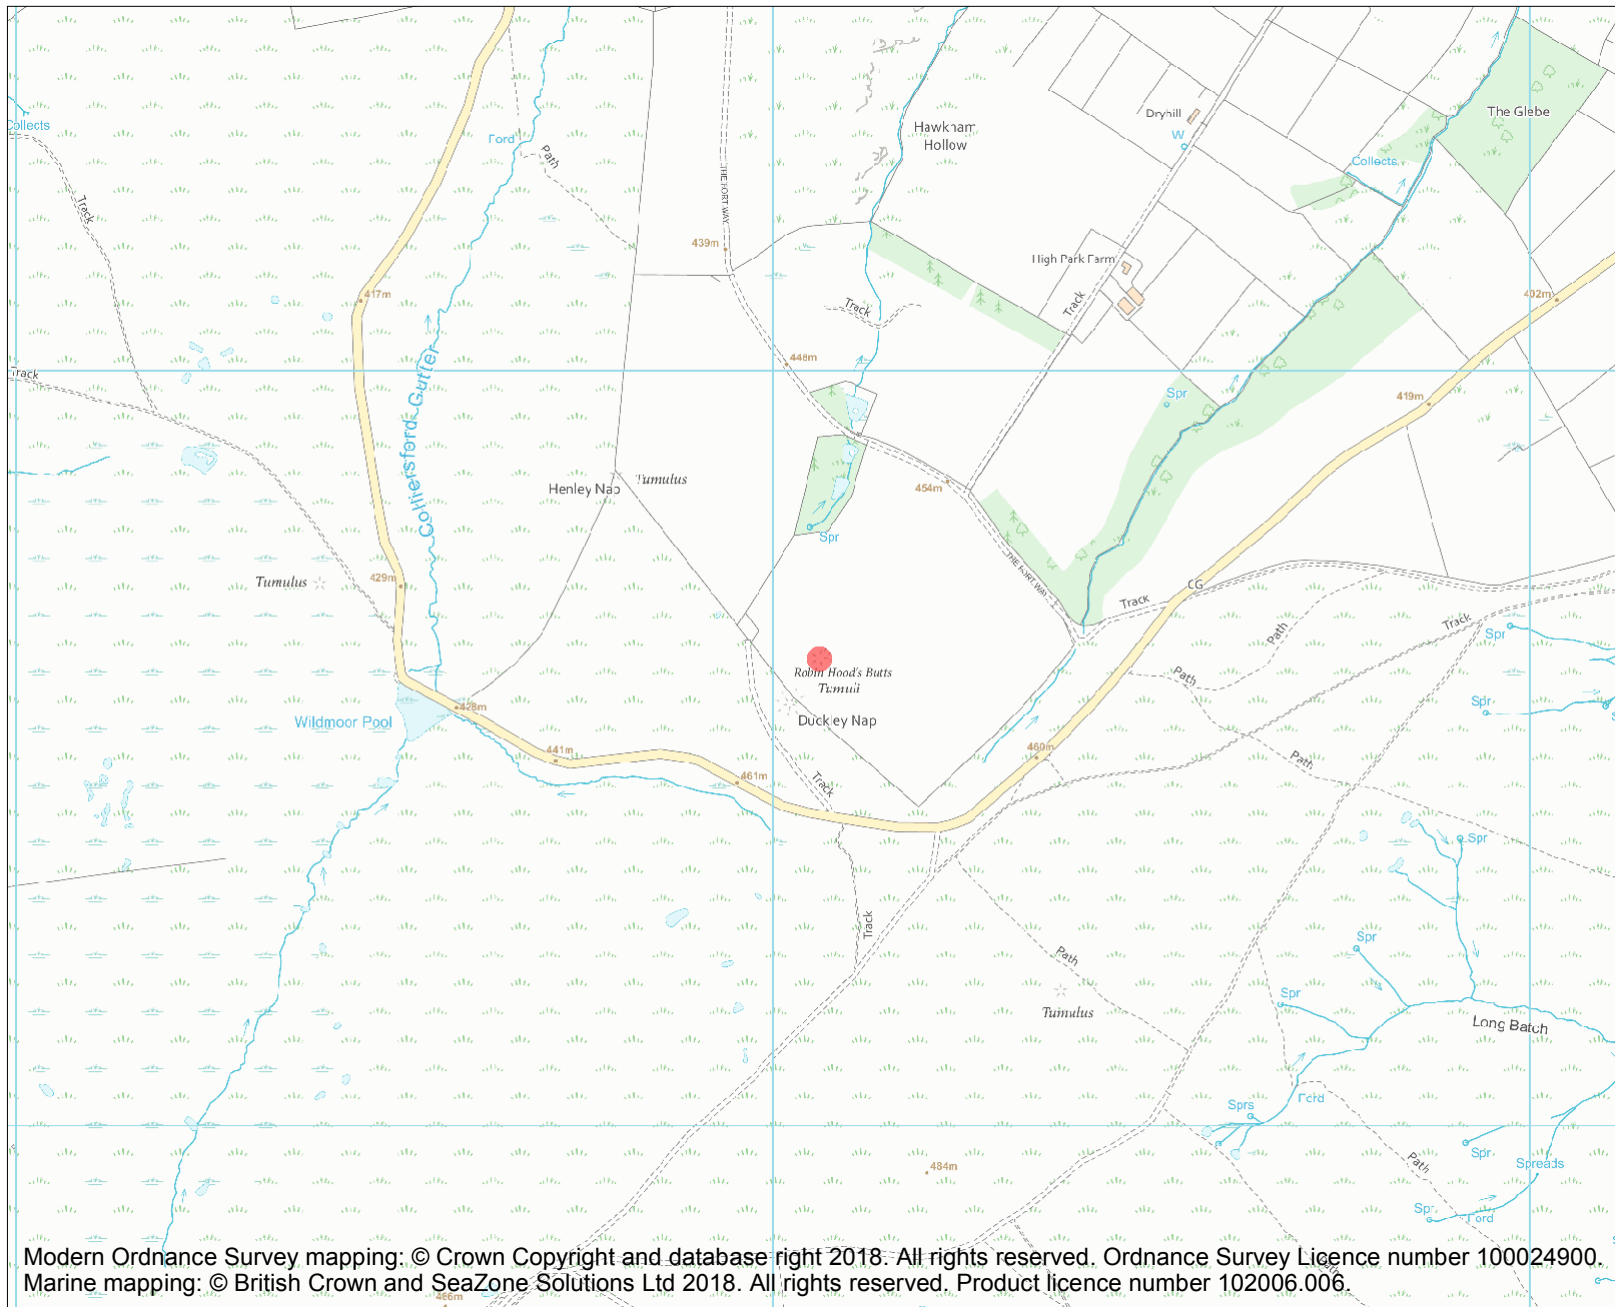 Collects
Track
Ford
Path
THE PORT WAY
Hawkham
Hollow
Dryhill
W
The Glebe
Collects
439m
417m
Track
High Park Farm
Track
402m
448m
Track
Colliersford Gutter
Spr
419m
Henley Nap
Tumulus
454m
Spr
Tumulus
429m
THE PORT WAY
CG
Track
Path
Track
Spr
Robin Hood's Butts
Tumuli
Duckley Nap
Path
Spr
Wildmoor Pool
428m
441m
461m
Track
460m
Path
Spr
Track
Path
Spr
Spr
Tumulus
Long Batch
Sprs
Ford
484m
Path
Spr
Spreads
Spr
Ford
Path
Modern Ordnance Survey mapping: © Crown Copyright and database right 2018. All rights reserved. Ordnance Survey Licence number 100024900.
Marine mapping: © British Crown and SeaZone Solutions Ltd 2018. All rights reserved. Product licence number 102006.006.
486m